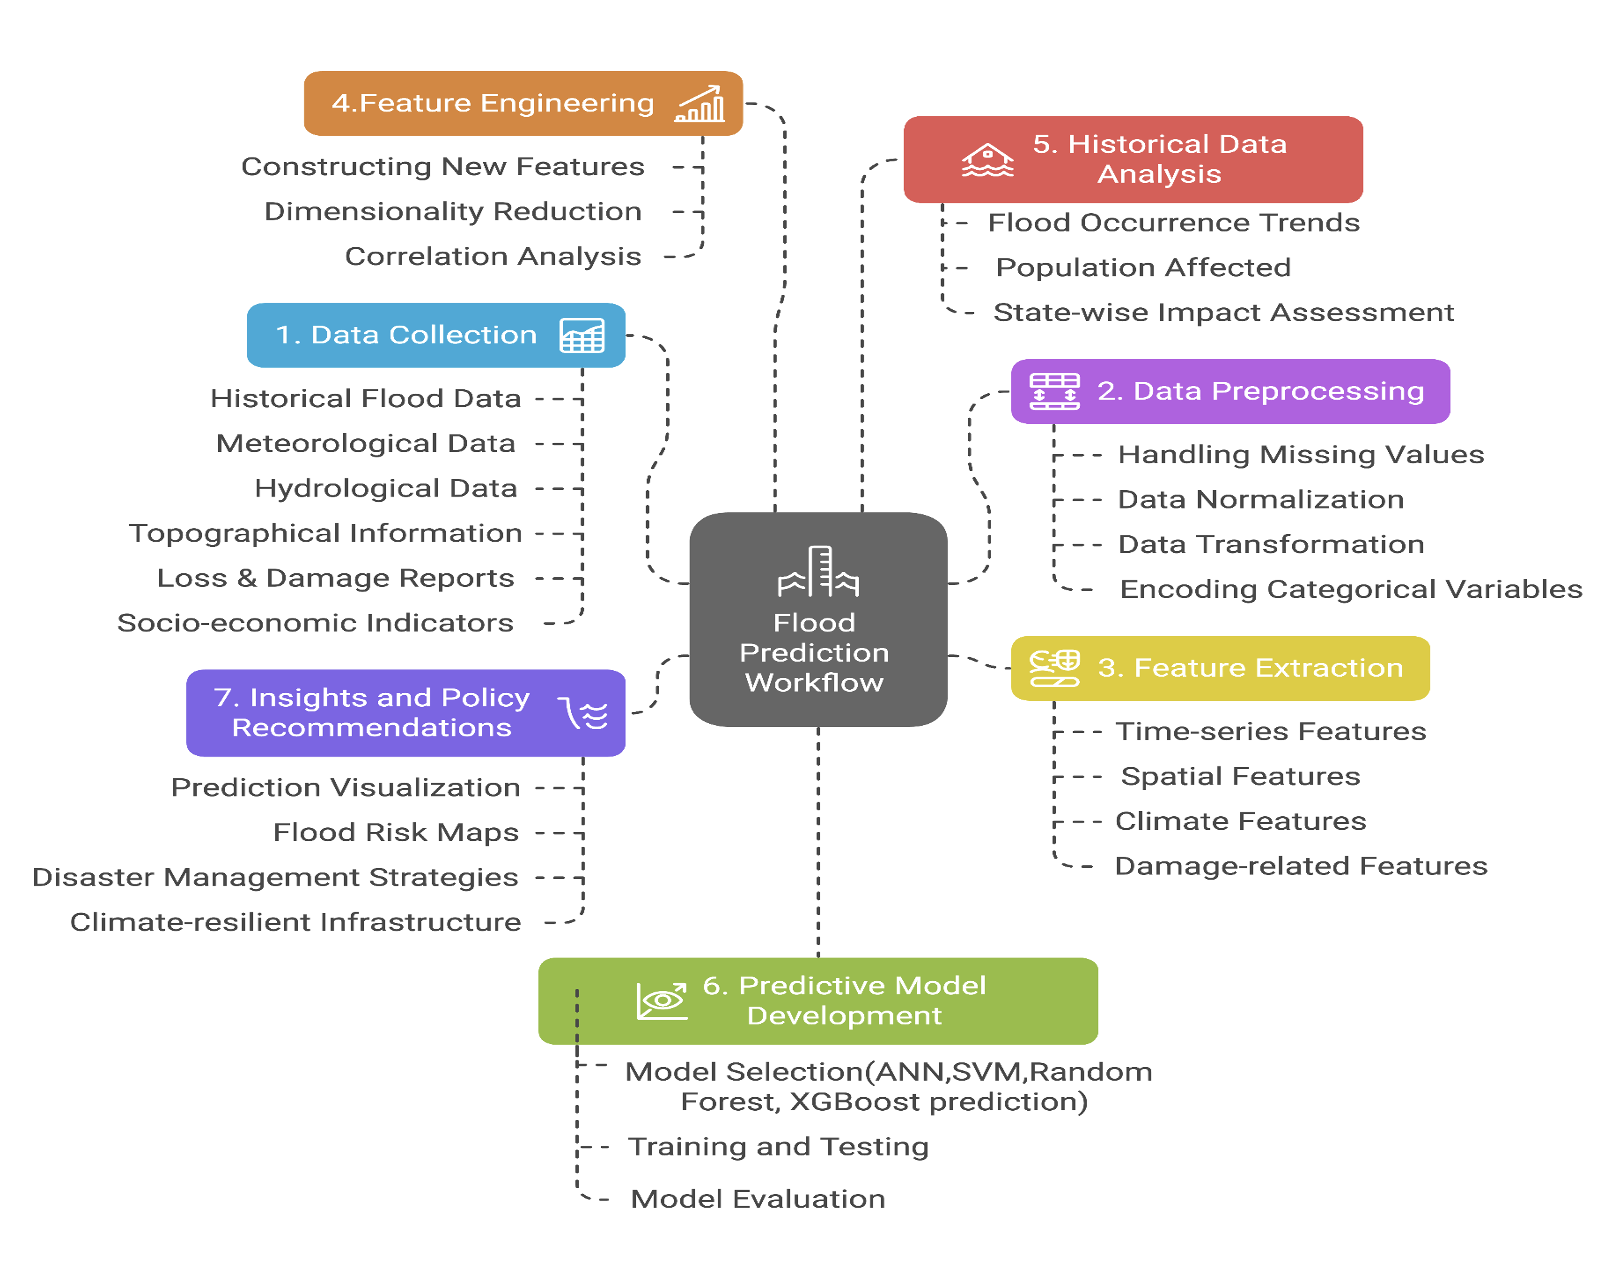 4.Feature Engineering
Constructing New Features
Dimensionality Reduction
Correlation Analysis
5. Historical Data
Analysis
Flood Occurrence Trends
Population Affected
State-wise Impact Assessment
1. Data Collection
Historical Flood Data
Meteorological Data
Hydrological Data
Topographical Information
Loss & Damage Reports
Socio-economic Indicators
2. Data Preprocessing
Handling Missing Values
Data Normalization
Data Transformation
Encoding Categorical Variables
Flood
Prediction
Workflow
3. Feature Extraction
Time-series Features
Spatial Features
Climate Features
Damage-related Features
7. Insights and Policy
Recommendations
Prediction Visualization
Flood Risk Maps
Disaster Management Strategies
Climate-resilient Infrastructure
6. Predictive Model
Development
Model Selection(ANN,SVM,Random
Forest, XGBoost prediction)
Training and Testing
Model Evaluation